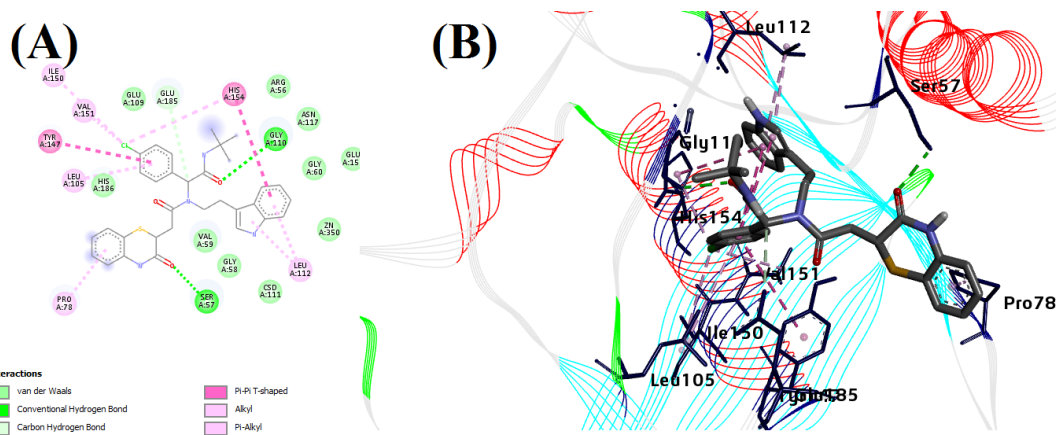 (A)
(B)
ILE
A:150
VAL
A:151
GLU
A:109
GLU
A:185
HIS
A:154
ARG
A:56
ASN
A:117
GLY
A:110
TYR
A:147
LEU
A:105
HIS
A:186
Cl
GLY
A:60
GLU
A:15
ZN
A:350
VAL
A:59
GLY
A:58
LEU
A:112
CSD
A:111
SER
A:57
PRO
A:78
N
H
O
S
teractions
van der Waals
Conventional Hydrogen Bond
Carbon Hydrogen Bond
Pi-Pi T-shaped
Alkyl
Pi-Alkyl
Leu112
Ser57
Gly11
His154
Val151
Ile150
Leu105
Pro78